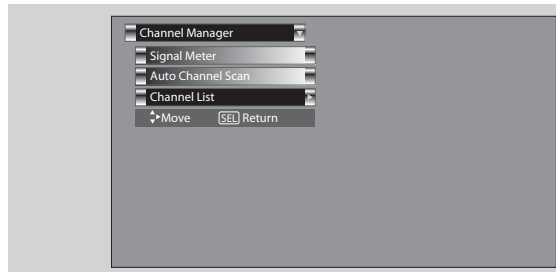 Channel Manager
Signal Meter
Auto Channel Scan
Channel List
Move SEL Return